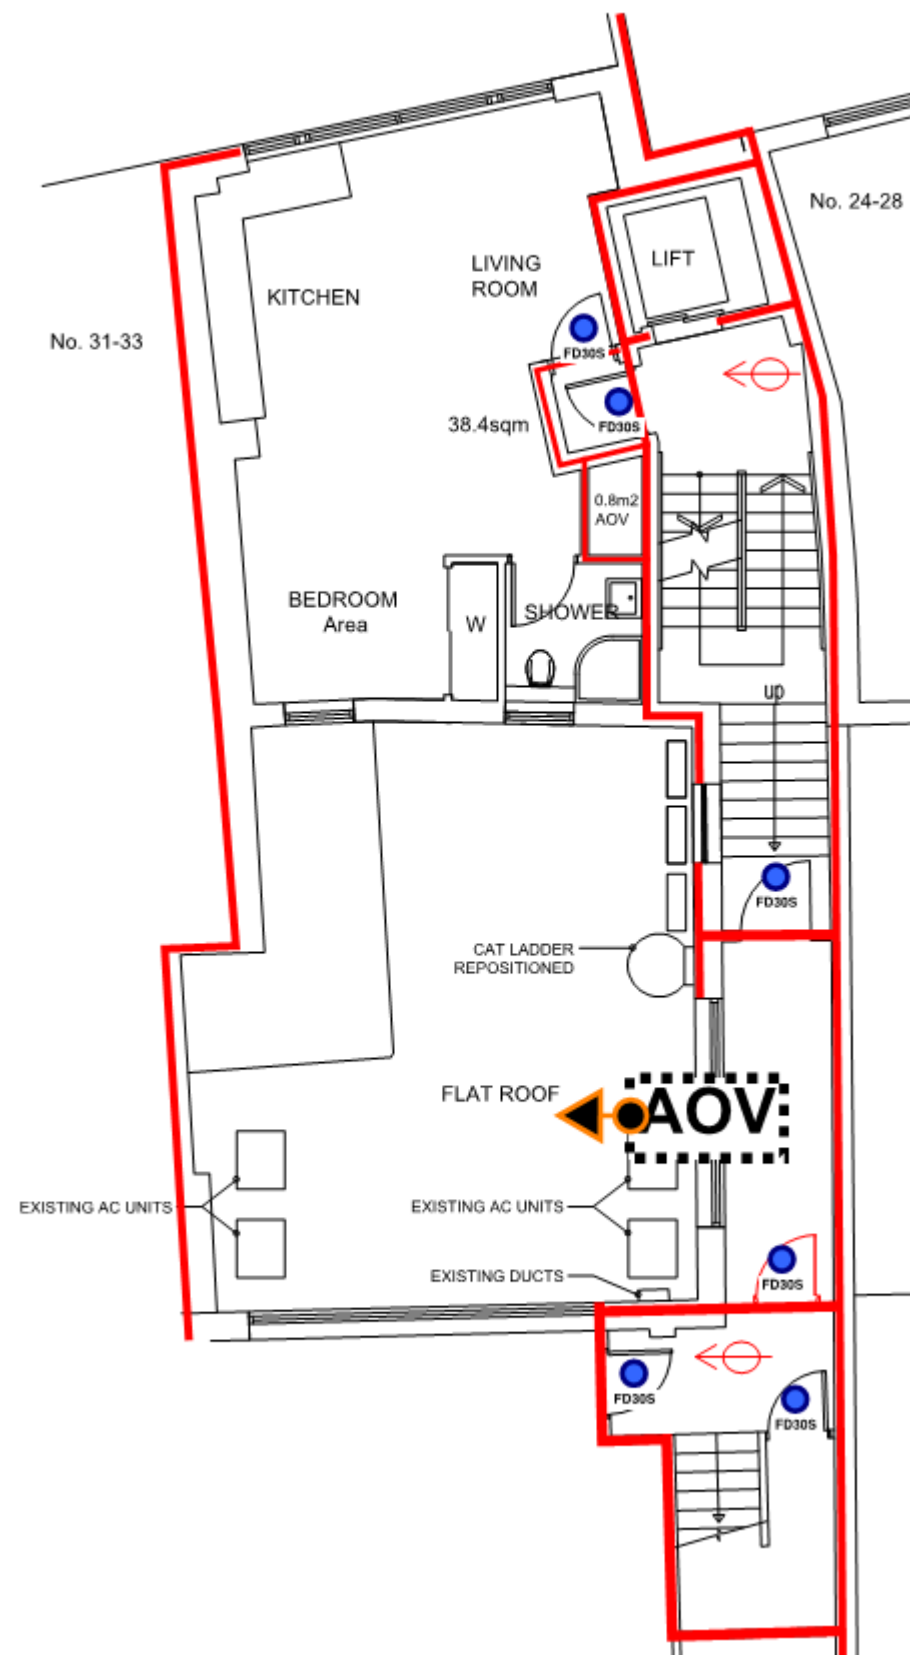 No. 24-28
LIFT
LIVING
ROOM
KITCHEN
No. 31-33
FD30S
38.4sqm
FD30S
0.8m2
AOV
BEDROOM
Area
SHOWER
W
UP
FD30S
CAT LADDER
REPOSITIONED
FLAT ROOF
AOV
EXISTING AC UNITS
EXISTING AC UNITS
EXISTING DUCTS
FD30S
FD30S
FD30S